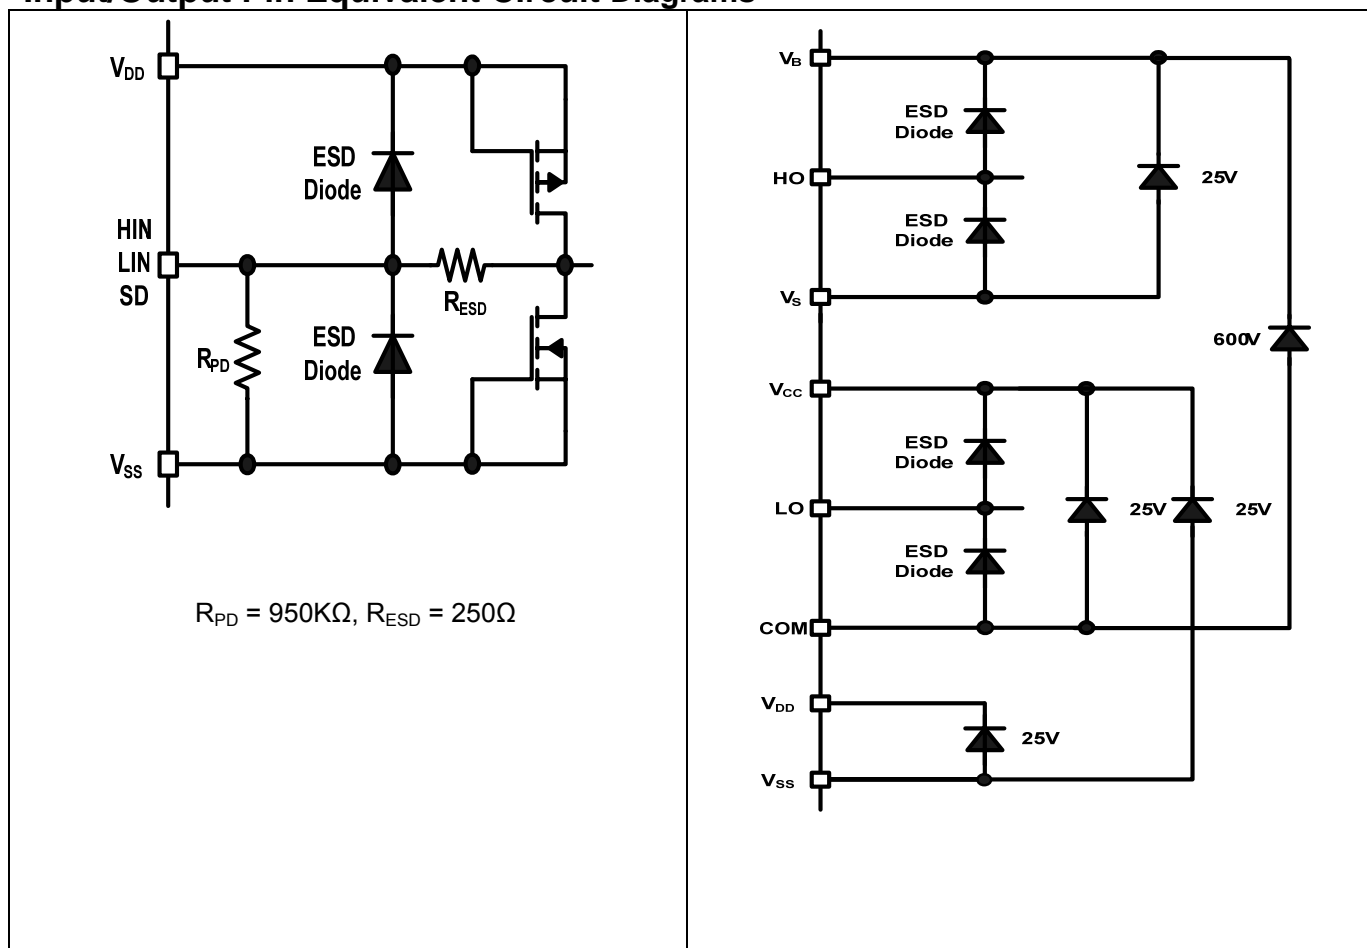 Input/Output Pin Equivalent Circuit Diagrams
VDD
ESD
Diode
HIN
LIN
SD
RESD
RPD
ESD
Diode
VSS
RPD = 950KΩ, RESD = 250Ω
VB
ESD
Diode
HO
25V
ESD
Diode
VS
600V
VCC
ESD
Diode
LO
25V
25V
ESD
Diode
COM
VDD
25V
VSS